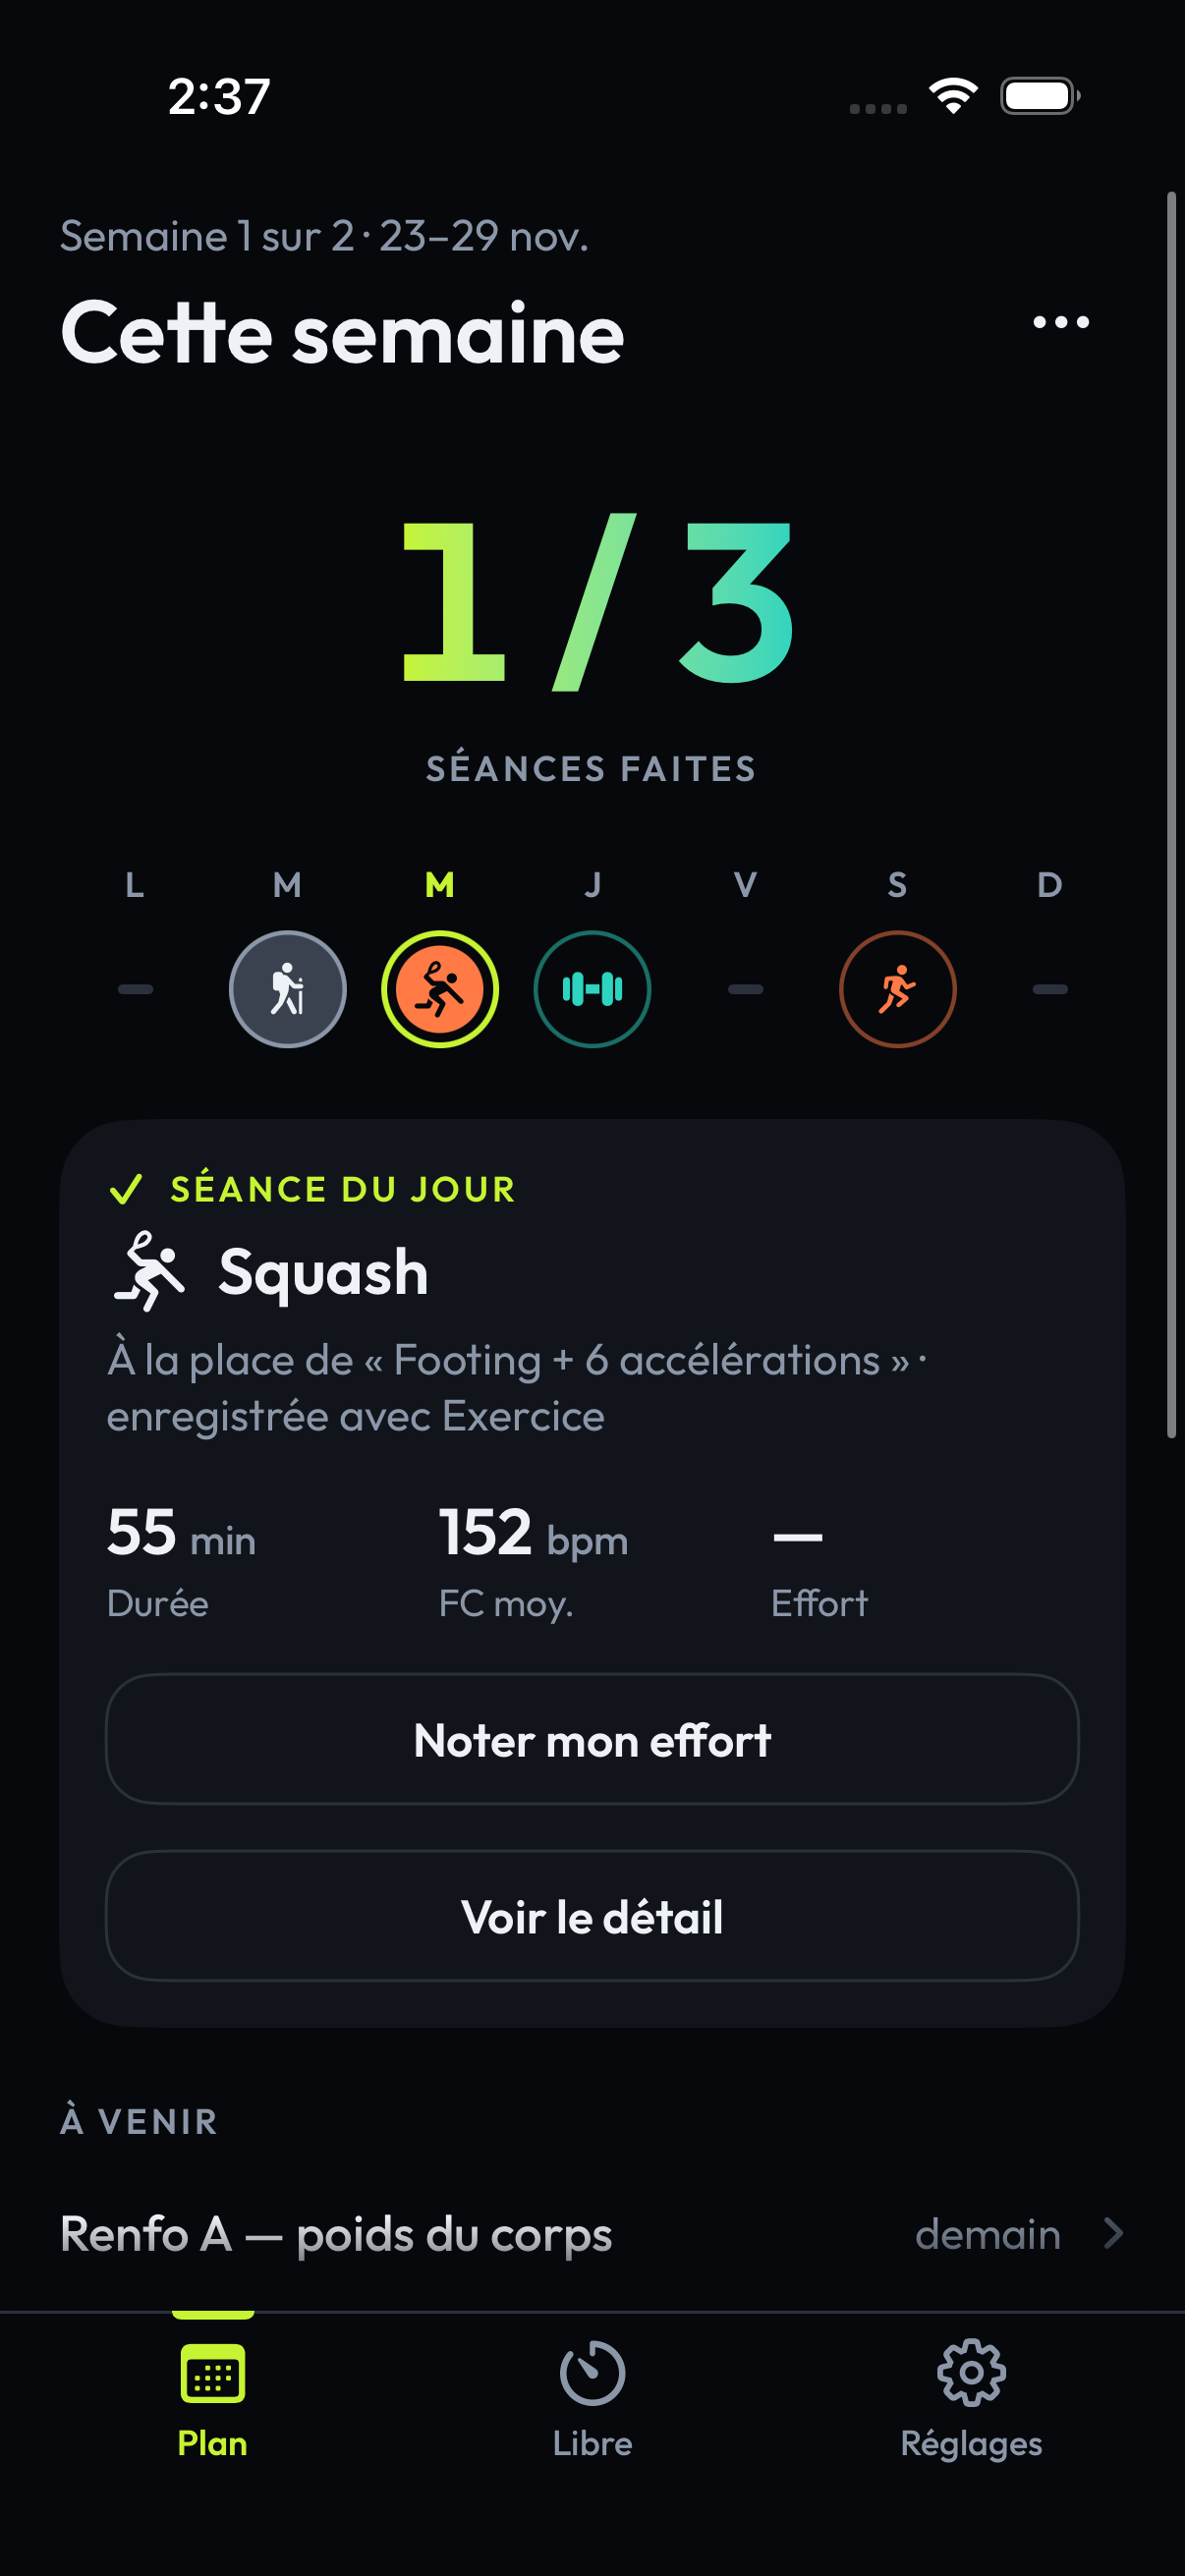 2:37
Semaine 1 sur 2 · 23–29 nov.
Cette semaine
1/3
SÉANCES FAITES
L M M J V S D
SÉANCE DU JOUR
Squash
À la place de « Footing + 6 accélérations » ·
enregistrée avec Exercice
55 min 152 bpm —
Durée FC moy. Effort
Noter mon effort
Voir le détail
À VENIR
Renfo A — poids du corps demain
Plan Libre Réglages